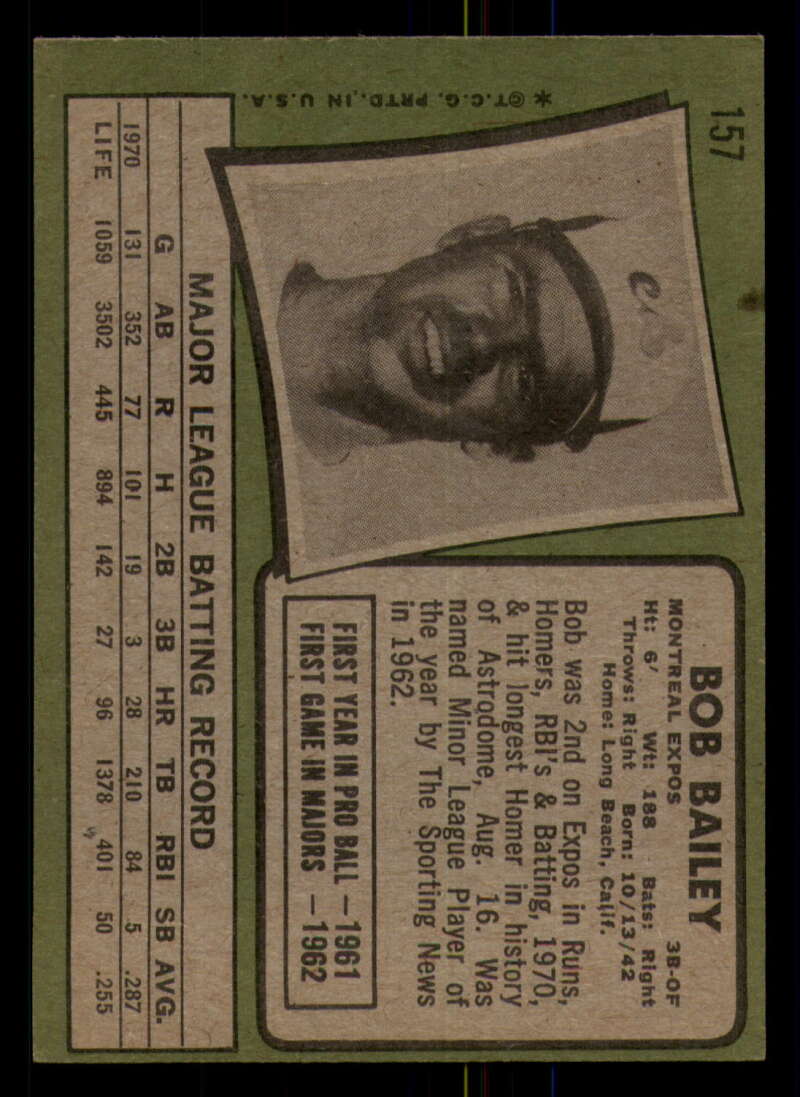 157
* ©T.C.G. PRTD. IN U.S.A.
BOB BAILEY
MONTREAL EXPOS 3B-OF
Ht: 6' Wt: 188 Bats: Right
Throws: Right Born: 10/13/42
Home: Long Beach, Calif.
Bob was 2nd on Expos in Runs,
Homers, RBI's & Batting, 1970,
& hit longest Homer in history
of Astrodome, Aug. 16. Was
named Minor League Player of
the year by The Sporting News
in 1962.
FIRST YEAR IN PRO BALL —1961
FIRST GAME IN MAJORS —1962
MAJOR LEAGUE BATTING RECORD
G AB R H 2B 3B HR TB RBI SB AVG.
1970 131 352 77 101 19 3 28 210 84 5 .287
LIFE 1059 3502 445 894 142 27 96 1378 401 50 .255